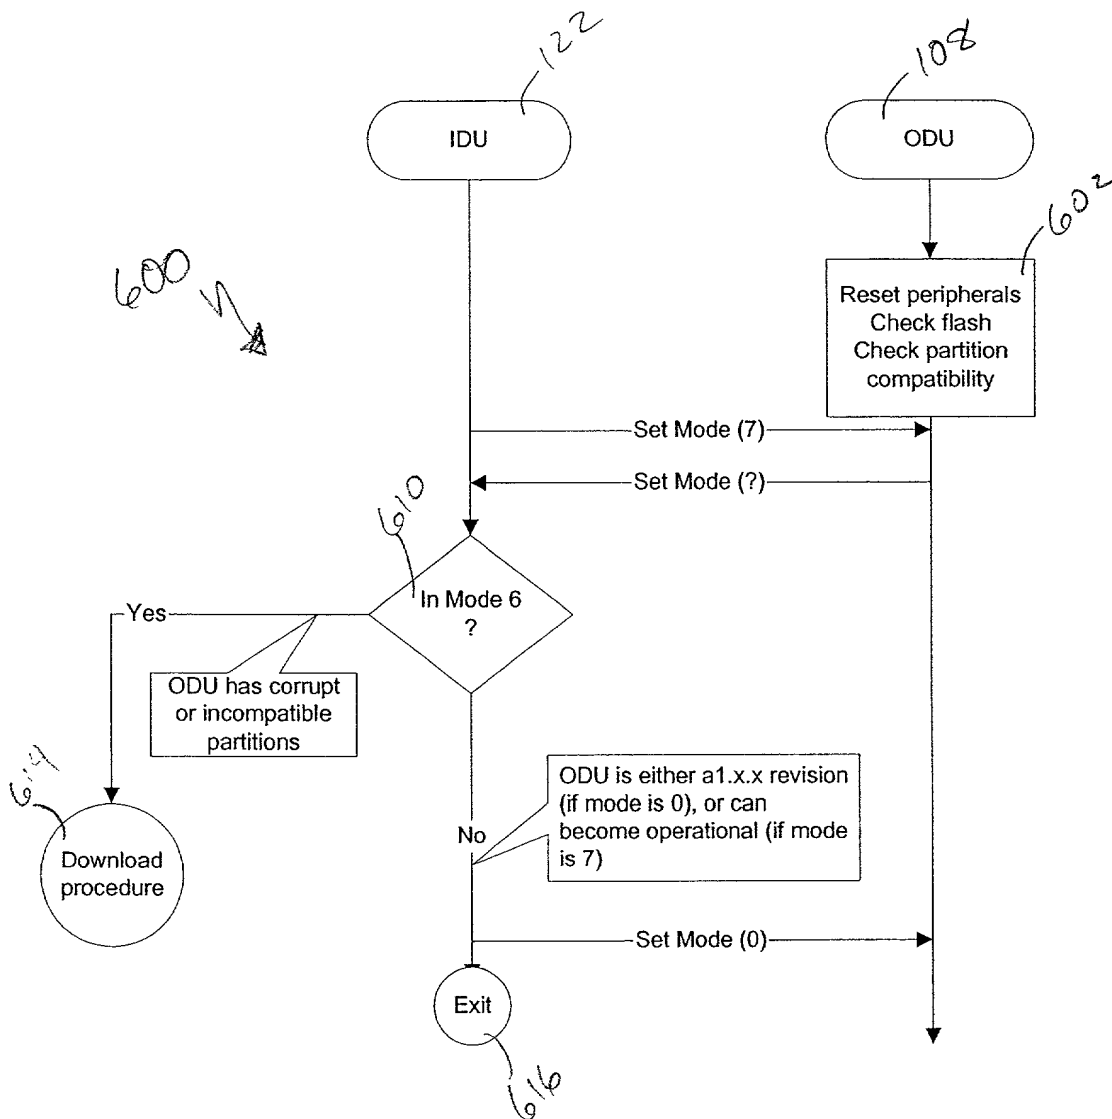 122
108
IDU
ODU
602
600
Reset peripherals
Check flash
Check partition
compatibility
Set Mode (7)
Set Mode (?)
610
In Mode 6
?
Yes
ODU has corrupt
or incompatible
partitions
614
ODU is either a1.x.x revision
(if mode is 0), or can
become operational (if mode
is 7)
No
Download
procedure
Set Mode (0)
Exit
616